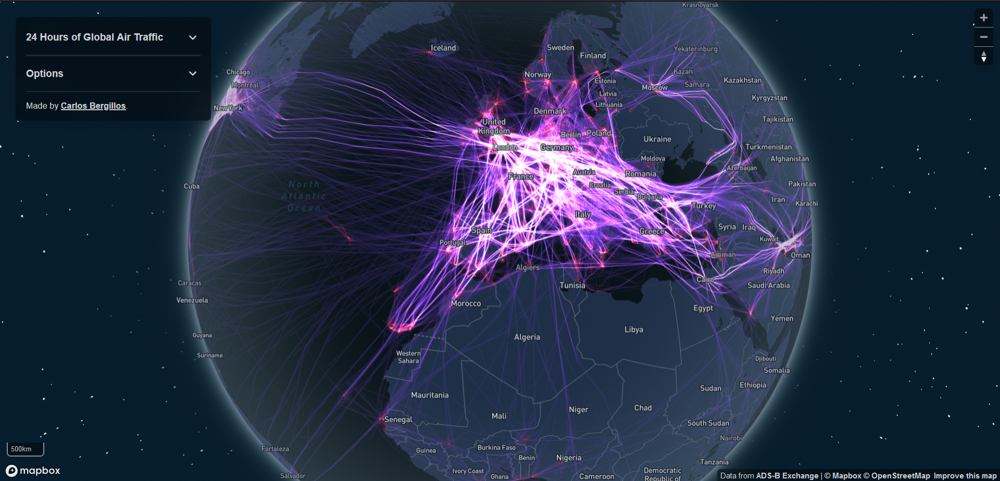 24 Hours of Global Air Traffic
Options
Made by Carlos Bergillos.
Krasnoyarsk
Iceland
Sweden
Finland
Yekaterinburg
Chicago
Montreal
Norway
Estonia
Kazan
Samara
Moscow
Kazakhstan
Latvia
Lithuania
Kyrgyzstan
New York
Denmark
Tajikistan
United
Kingdom
Berlin
Poland
Ukraine
London
Germany
Turkmenistan
Moldova
Afghanistan
France
Austria
Romania
Azerbaijan
North
Atlantic
Ocean
Cuba
Croatia
Serbia
Bulgaria
Pakistan
Iran
Karachi
Turkey
Italy
Spain
Greece
Syria
Iraq
Portugal
Kuwait
Amman
Oman
Algiers
Riyadh
Caracas
Tunisia
Cairo
Saudi Arabia
Venezuela
Morocco
Egypt
Yemen
Guyana
Algeria
Libya
Suriname
Western
Sahara
Djibouti
Somalia
Mauritania
Sudan
Ethiopia
Senegal
Mali
Niger
Chad
South Sudan
Nairobi
500km
Fortaleza
Guinea
Burkina Faso
Benin
Nigeria
Tanzania
mapbox
Salvador
Ivory Coast
Ghana
Cameroon
Democratic
Republic of
Data from ADS-B Exchange | © Mapbox © OpenStreetMap Improve this map